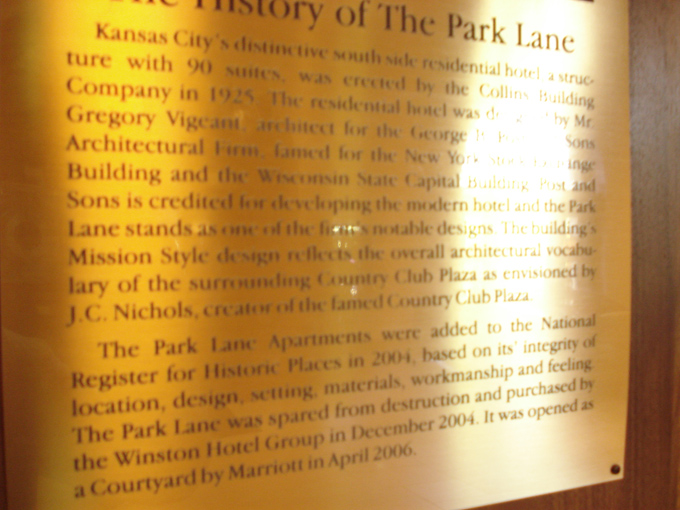 The History of The Park Lane
Kansas City's distinctive south side residential hotel, a struc-
ture with 90 suites, was erected by the Collins Building
Company in 1925. The residential hotel was by Mr.
Gregory Vigeant, architect for the George B. Sons
Architectural Firm, famed for the New York Stock
Building and the Wisconsin State Capital Building. Post and
Sons is credited for developing the modern hotel and the Park
Lane stands as one of the firm's notable designs. The building's
Mission Style design reflects the overall architectural vocabu-
lary of the surrounding Country Club Plaza as envisioned by
J.C. Nichols, creator of the famed Country Club Plaza.
The Park Lane Apartments were added to the National
Register for Historic Places in 2004, based on its' integrity of
location, design, setting, materials, workmanship and feeling.
The Park Lane was spared from destruction and purchased by
the Winston Hotel Group in December 2004. It was opened as
a Courtyard by Marriott in April 2006.